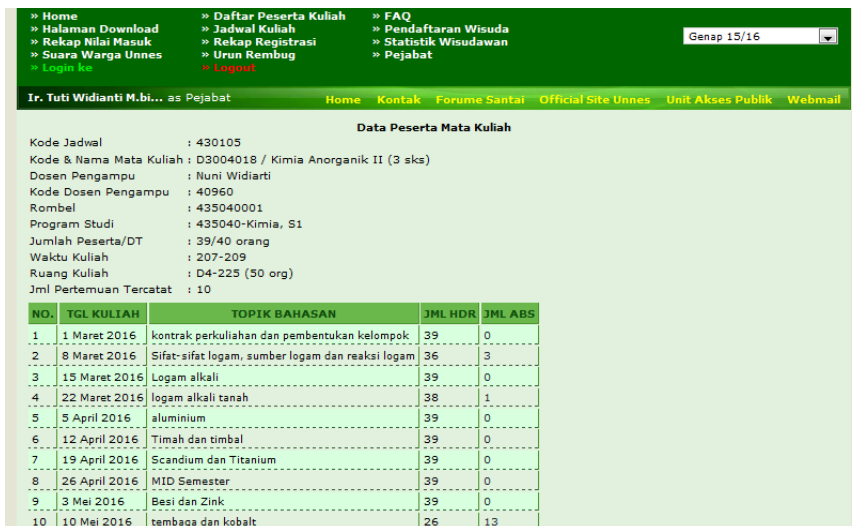 » Home » Daftar Peserta Kuliah » FAQ
» Halaman Download » Jadwal Kuliah » Pendaftaran Wisuda
» Rekap Nilai Masuk » Rekap Registrasi » Statistik Wisudawan
» Suara Warga Unnes » Urun Rembug » Pejabat
» Login ke » Logout
Genap 15/16
Ir. Tuti Widianti M.bi... as Pejabat Home Kontak Forume Santai Official Site Unnes Unit Akses Publik Webmail
Data Peserta Mata Kuliah
Kode Jadwal : 430105
Kode & Nama Mata Kuliah : D3004018 / Kimia Anorganik II (3 sks)
Dosen Pengampu : Nuni Widiarti
Kode Dosen Pengampu : 40960
Rombel : 435040001
Program Studi : 435040-Kimia, S1
Jumlah Peserta/DT : 39/40 orang
Waktu Kuliah : 207-209
Ruang Kuliah : D4-225 (50 org)
Jml Pertemuan Tercatat : 10
NO. TGL KULIAH TOPIK BAHASAN JML HDR JML ABS
1 1 Maret 2016 kontrak perkuliahan dan pembentukan kelompok 39 0
2 8 Maret 2016 Sifat-sifat logam, sumber logam dan reaksi logam 36 3
3 15 Maret 2016 Logam alkali 39 0
4 22 Maret 2016 logam alkali tanah 38 1
5 5 April 2016 aluminium 39 0
6 12 April 2016 Timah dan timbal 39 0
7 19 April 2016 Scandium dan Titanium 39 0
8 26 April 2016 MID Semester 39 0
9 3 Mei 2016 Besi dan Zink 39 0
10 10 Mei 2016 tembaga dan kobalt 26 13